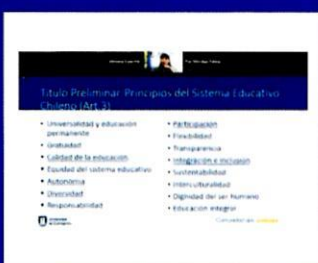 Título Preliminar: Principios del Sistema Educativo
Chileno (Art.3)
• Universalidad y educación
permanente
• Gratuidad
• Calidad de la educación
• Equidad del sistema educativo
• Autonomía
• Diversidad
• Responsabilidad
• Participación
• Flexibilidad
• Transparencia
• Integración e inclusión
• Sustentabilidad
• Interculturalidad
• Dignidad del ser humano
• Educación integral